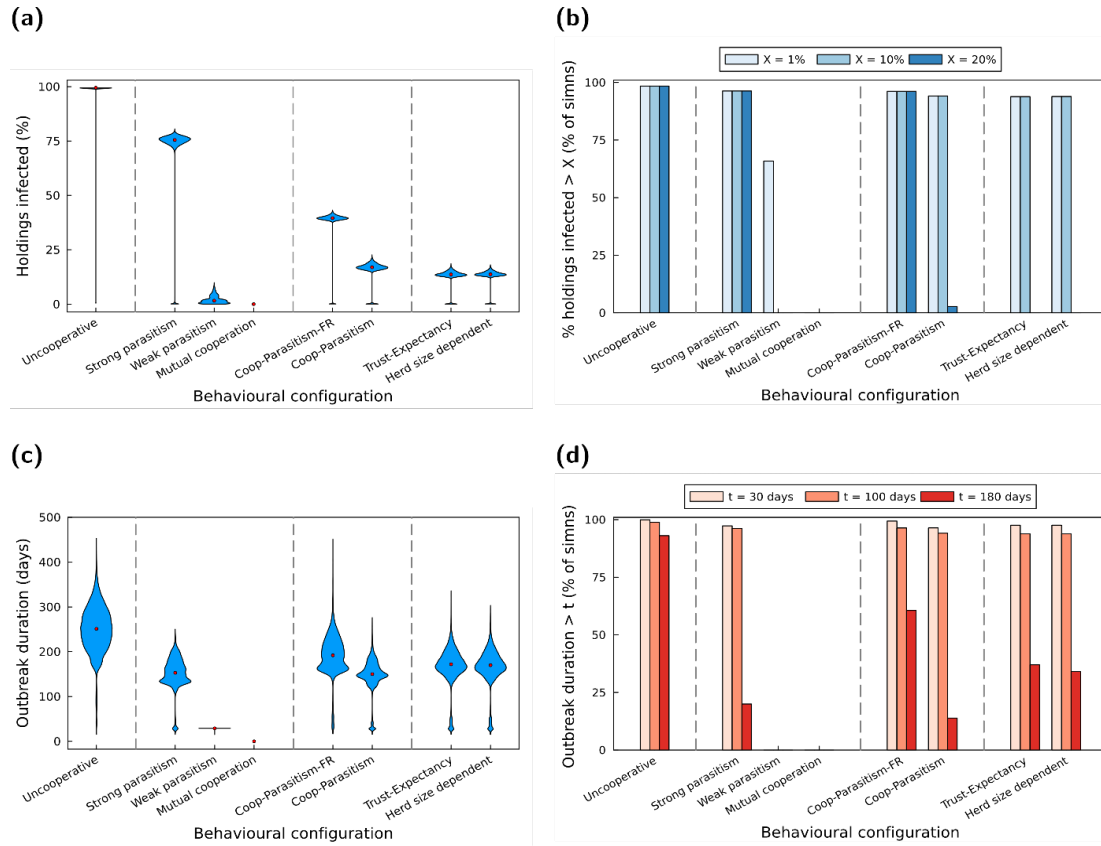 (a)
Holdings infected (%)
100
75
50
25
0
Uncooperative
Strong parasitism
Weak parasitism
Mutual cooperation
Coop-Parasitism-FR
Coop-Parasitism
Trust-Expectancy
Herd size dependent
Behavioural configuration
(b)
X = 1%
X = 10%
X = 20%
% holdings infected > X (% of simns)
100
75
50
25
0
Uncooperative
Strong parasitism
Weak parasitism
Mutual cooperation
Coop-Parasitism-FR
Coop-Parasitism
Trust-Expectancy
Herd size dependent
Behavioural configuration
(c)
Outbreak duration (days)
500
400
300
200
100
0
Uncooperative
Strong parasitism
Weak parasitism
Mutual cooperation
Coop-Parasitism-FR
Coop-Parasitism
Trust-Expectancy
Herd size dependent
Behavioural configuration
(d)
t = 30 days
t = 100 days
t = 180 days
Outbreak duration > t (% of simns)
100
75
50
25
0
Uncooperative
Strong parasitism
Weak parasitism
Mutual cooperation
Coop-Parasitism-FR
Coop-Parasitism
Trust-Expectancy
Herd size dependent
Behavioural configuration